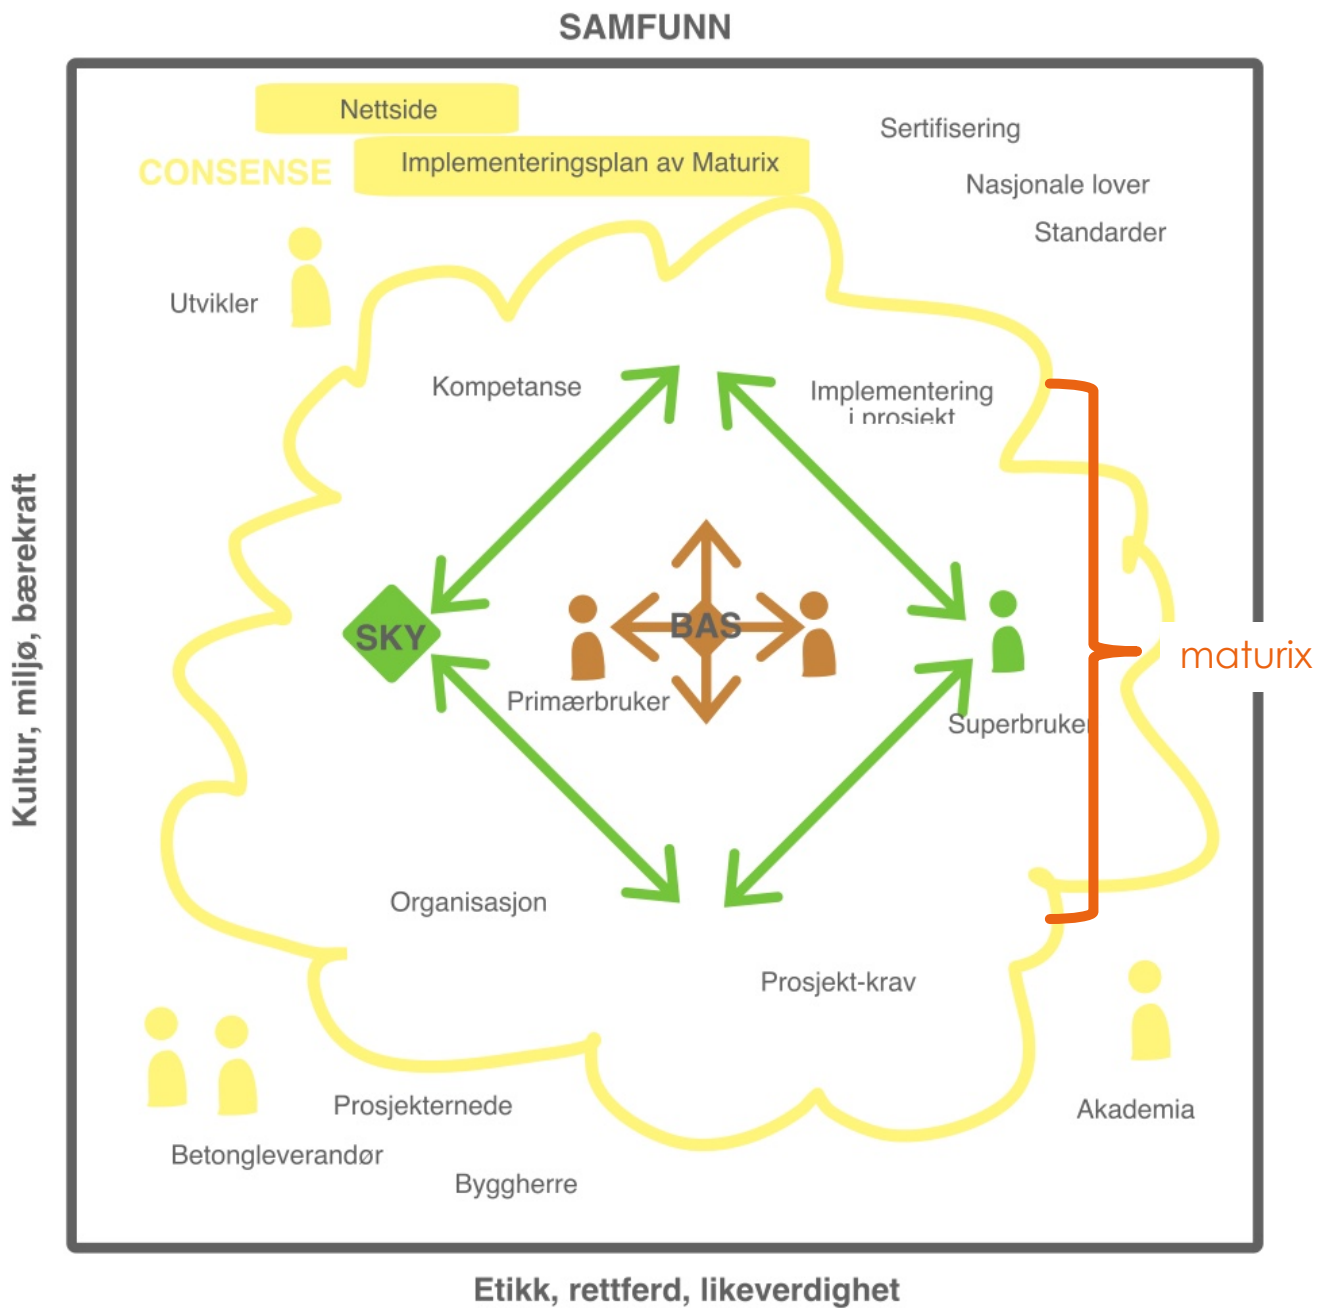 SAMFUNN
Nettside
Sertifisering
CONSENSE
Implementeringsplan av Maturix
Nasjonale lover
Standarder
Utvikler
Kompetanse
Implementering
i prosjekt
Kultur, miljø, bærekraft
SKY
BAS
maturix
Primærbruker
Superbruker
Organisasjon
Prosjekt-krav
Prosjekternede
Akademia
Betongleverandør
Byggherre
Etikk, rettferd, likeverdighet